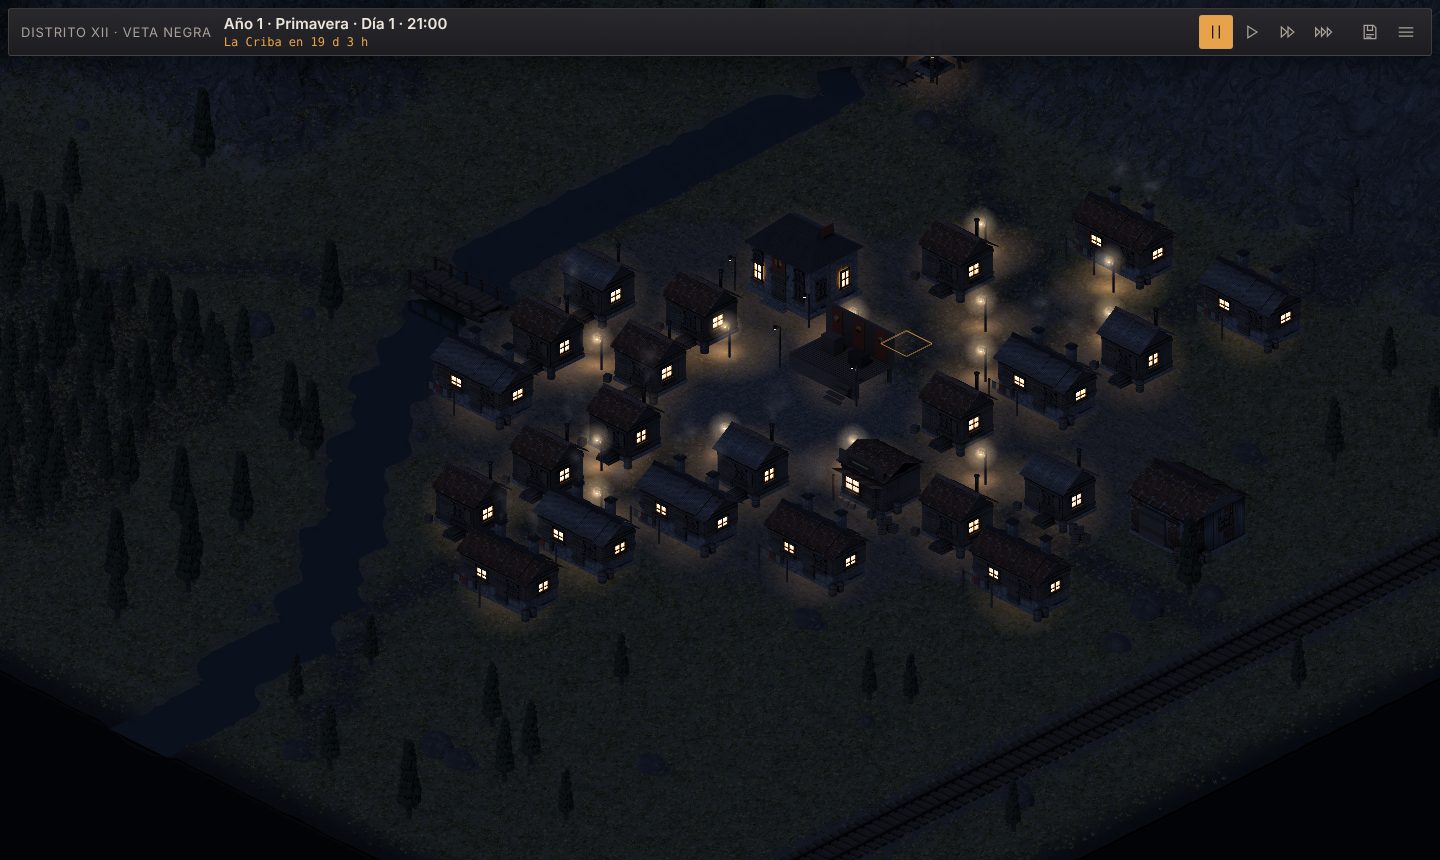 DISTRITO XII · VETA NEGRA
Año 1 · Primavera · Día 1 · 21:00
La Criba en 19 d 3 h